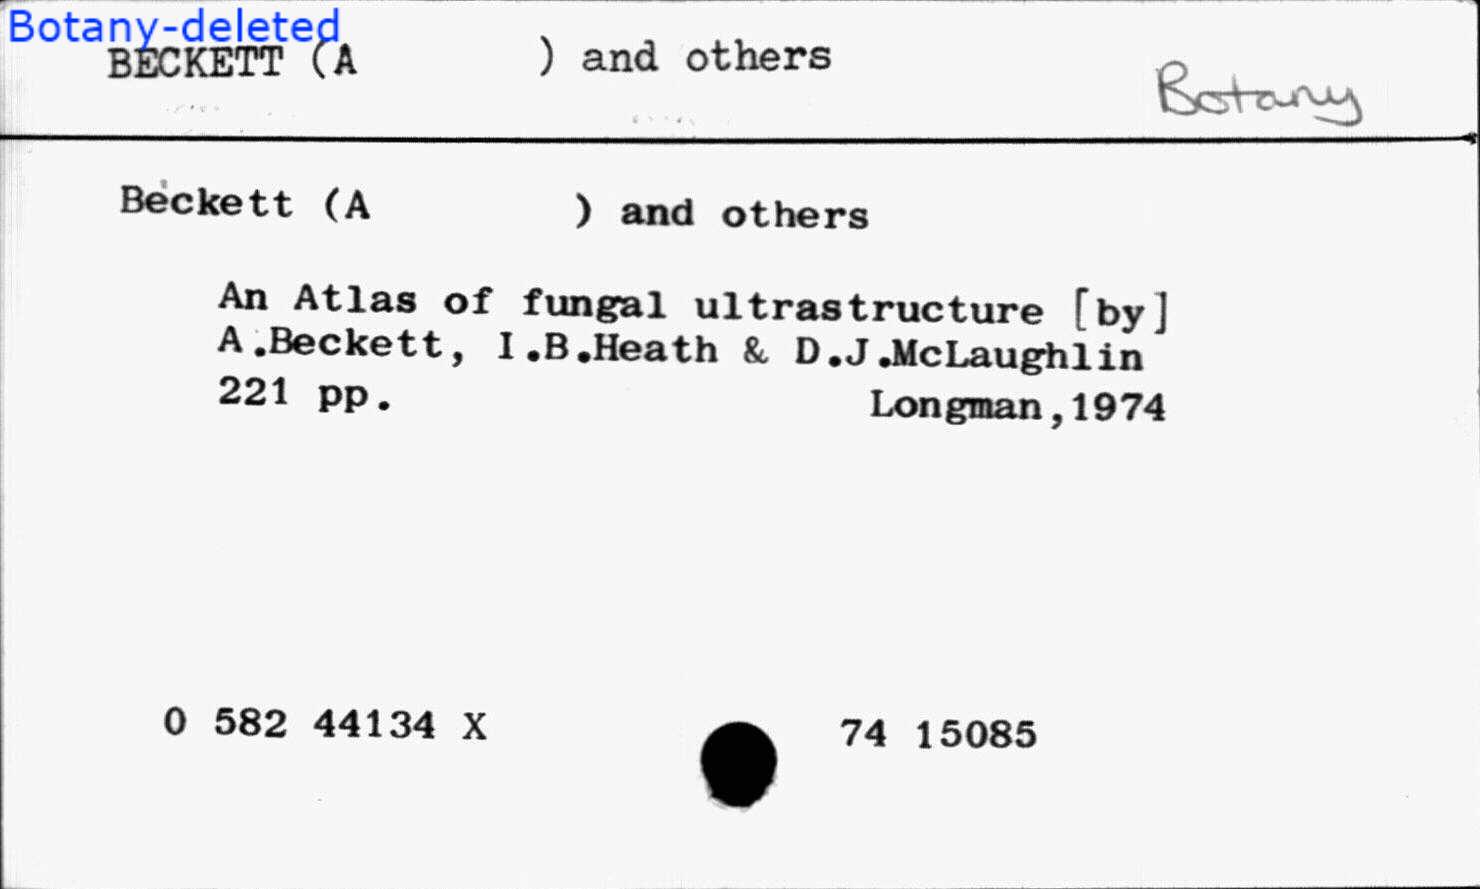 Botany-deleted
BECKETT (A ) and others
Botany
Beckett (A ) and others
An Atlas of fungal ultrastructure [by]
A.Beckett, I.B.Heath & D.J.McLaughlin
221 pp. Longman,1974
0 582 44134 X 74 15085